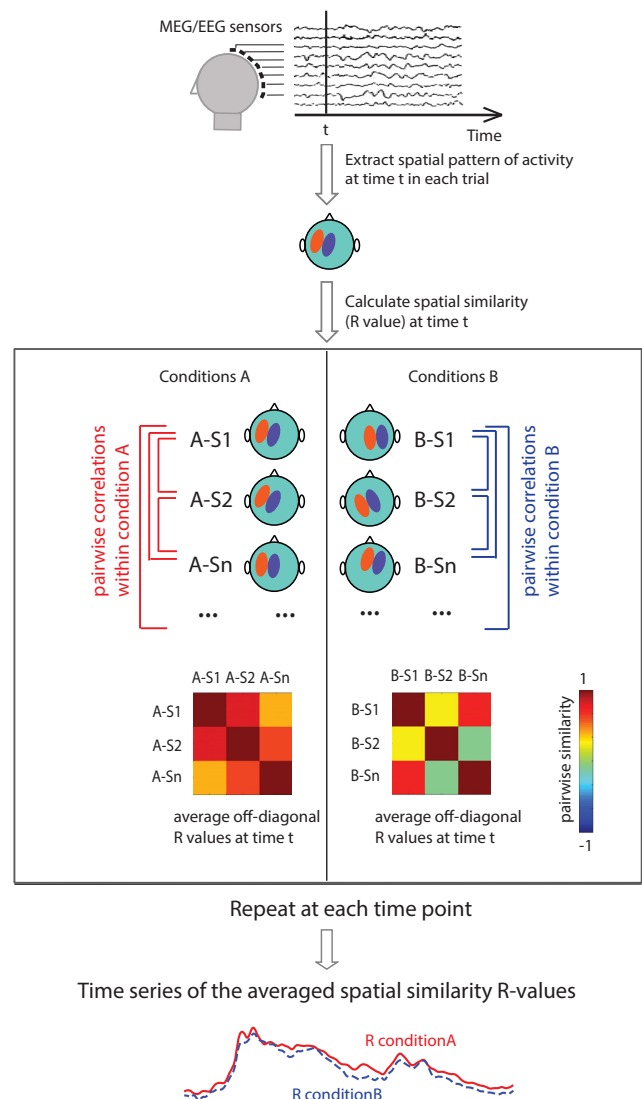 MEG/EEG sensors
t
Time
Extract spatial pattern of activity
at time t in each trial
Calculate spatial similarity
(R value) at time t
Conditions A
Conditions B
pairwise correlations
within condition A
A-S1
A-S2
A-Sn
... ...
B-S1
B-S2
B-Sn
... ...
pairwise correlations
within condition B
A-S1 A-S2 A-Sn
A-S1
A-S2
A-Sn
average off-diagonal
R values at time t
B-S1 B-S2 B-Sn
B-S1
B-S2
B-Sn
average off-diagonal
R values at time t
1
pairwise similarity
-1
Repeat at each time point
Time series of the averaged spatial similarity R-values
R conditionA
R conditionB